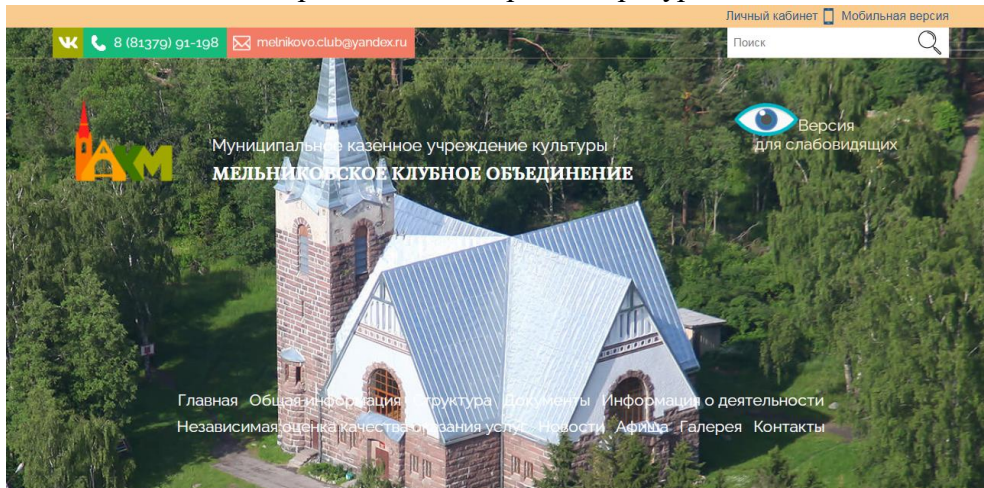 Личный кабинет Мобильная версия
8 (81379) 91-198 melnikovo.club@yandex.ru
Поиск
Версия
для слабовидящих
АКМ
Муниципальное казенное учреждение культуры
МЕЛЬНИКОВСКОЕ КЛУБНОЕ ОБЪЕДИНЕНИЕ
Главная Общая информация Структура Документы Информация о деятельности
Независимая оценка качества оказания услуг Новости Афиша Галерея Контакты